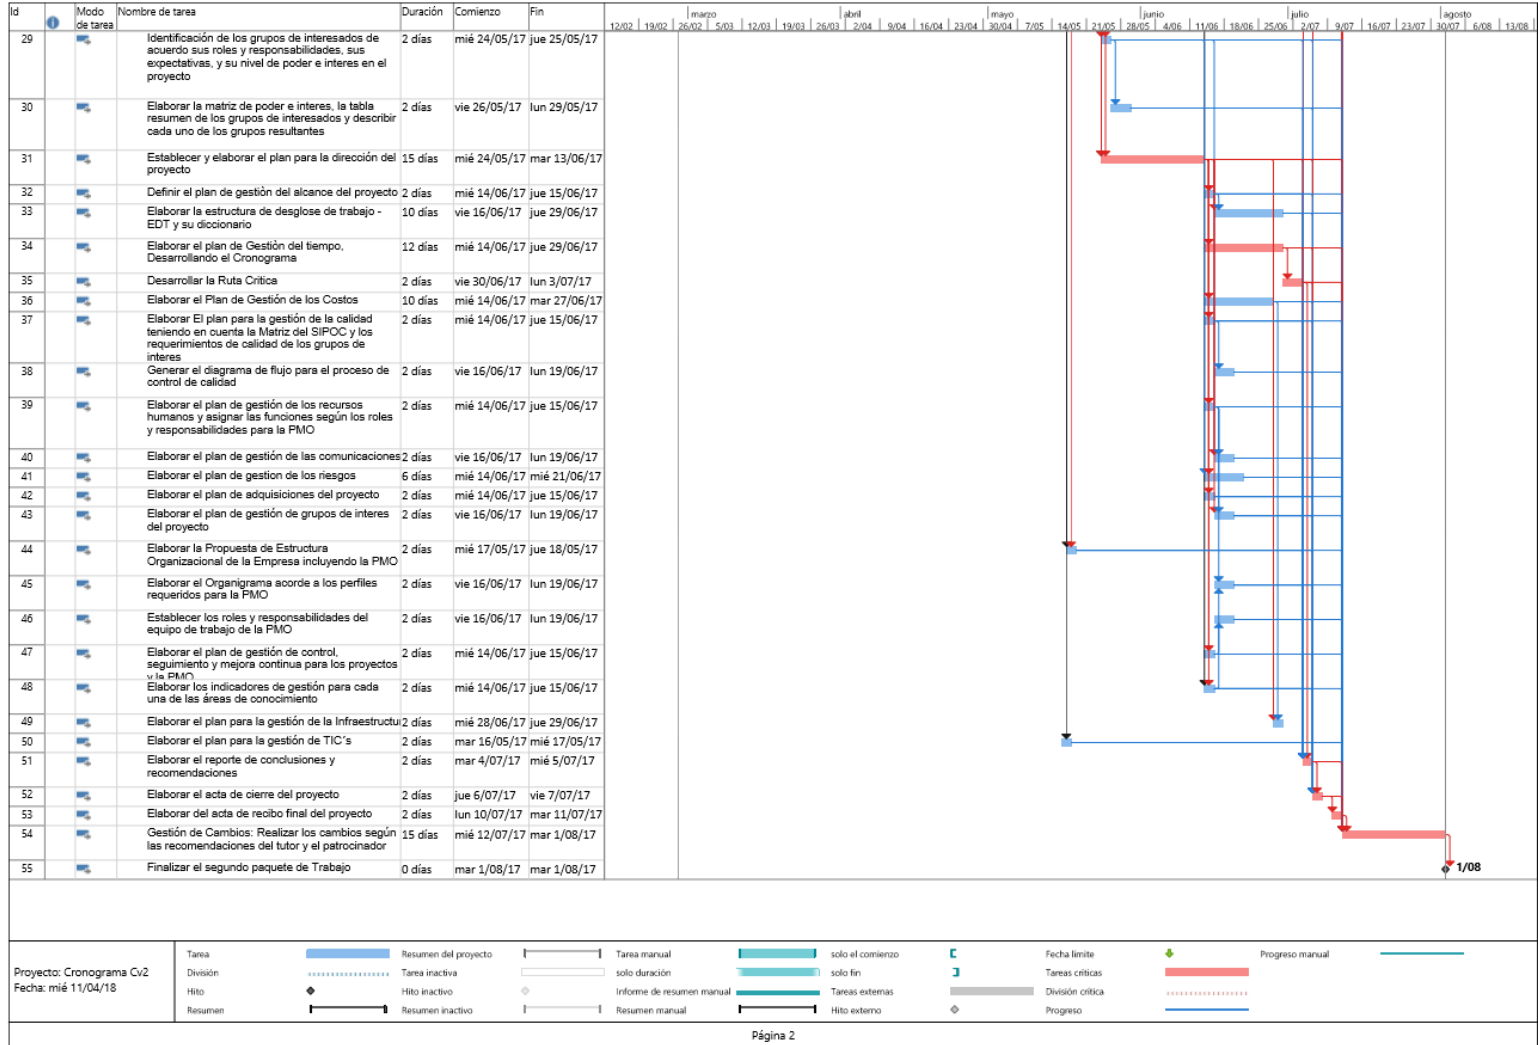 Id Modo de tarea Nombre de tarea Duración Comienzo Fin
marzo abril mayo junio julio agosto
12/02 19/02 26/02 5/03 12/03 19/03 26/03 2/04 9/04 16/04 23/04 30/04 7/05 14/05 21/05 28/05 4/06 11/06 18/06 25/06 2/07 9/07 16/07 23/07 30/07 6/08 13/08
29 Identificación de los grupos de interesados de 2 días mié 24/05/17 jue 25/05/17
acuerdo sus roles y responsabilidades, sus
expectativas, y su nivel de poder e interes en el
proyecto
30 Elaborar la matriz de poder e interes, la tabla 2 días vie 26/05/17 lun 29/05/17
resumen de los grupos de interesados y describir
cada uno de los grupos resultantes
31 Establecer y elaborar el plan para la dirección del 15 días mié 24/05/17 mar 13/06/17
proyecto
32 Definir el plan de gestiòn del alcance del proyecto 2 días mié 14/06/17 jue 15/06/17
33 Elaborar la estructura de desglose de trabajo - 10 días vie 16/06/17 jue 29/06/17
EDT y su diccionario
34 Elaborar el plan de Gestiòn del tiempo, 12 días mié 14/06/17 jue 29/06/17
Desarrollando el Cronograma
35 Desarrollar la Ruta Critica 2 días vie 30/06/17 lun 3/07/17
36 Elaborar el Plan de Gestión de los Costos 10 días mié 14/06/17 mar 27/06/17
37 Elaborar El plan para la gestión de la calidad 2 días mié 14/06/17 jue 15/06/17
teniendo en cuenta la Matriz del SIPOC y los
requerimientos de calidad de los grupos de
interes
38 Generar el diagrama de flujo para el proceso de 2 días vie 16/06/17 lun 19/06/17
control de calidad
39 Elaborar el plan de gestión de los recursos 2 días mié 14/06/17 jue 15/06/17
humanos y asignar las funciones según los roles
y responsabilidades para la PMO
40 Elaborar el plan de gestión de las comunicaciones 2 días vie 16/06/17 lun 19/06/17
41 Elaborar el plan de gestion de los riesgos 6 días mié 14/06/17 mié 21/06/17
42 Elaborar el plan de adquisiciones del proyecto 2 días mié 14/06/17 jue 15/06/17
43 Elaborar el plan de gestión de grupos de interes 2 días vie 16/06/17 lun 19/06/17
del proyecto
44 Elaborar la Propuesta de Estructura 2 días mié 17/05/17 jue 18/05/17
Organizacional de la Empresa incluyendo la PMO
45 Elaborar el Organigrama acorde a los perfiles 2 días vie 16/06/17 lun 19/06/17
requeridos para la PMO
46 Establecer los roles y responsabilidades del 2 días vie 16/06/17 lun 19/06/17
equipo de trabajo de la PMO
47 Elaborar el plan de gestión de control, 2 días mié 14/06/17 jue 15/06/17
seguimiento y mejora continua para los proyectos
y la PMO
48 Elaborar los indicadores de gestión para cada 2 días mié 14/06/17 jue 15/06/17
una de las áreas de conocimiento
49 Elaborar el plan para la gestión de la Infraestructu 2 días mié 28/06/17 jue 29/06/17
50 Elaborar el plan para la gestión de TIC´s 2 días mar 16/05/17 mié 17/05/17
51 Elaborar el reporte de conclusiones y 2 días mar 4/07/17 mié 5/07/17
recomendaciones
52 Elaborar el acta de cierre del proyecto 2 días jue 6/07/17 vie 7/07/17
53 Elaborar del acta de recibo final del proyecto 2 días lun 10/07/17 mar 11/07/17
54 Gestión de Cambios: Realizar los cambios según 15 días mié 12/07/17 mar 1/08/17
las recomendaciones del tutor y el patrocinador
55 Finalizar el segundo paquete de Trabajo 0 días mar 1/08/17 mar 1/08/17
1/08
Proyecto: Cronograma Cv2
Fecha: mié 11/04/18
Tarea Resumen del proyecto Tarea manual solo el comienzo Fecha límite Progreso manual
División Tarea inactiva solo duración solo fin Tareas críticas
Hito Hito inactivo Informe de resumen manual Tareas externas División crítica
Resumen Resumen inactivo Resumen manual Hito externo Progreso
Página 2